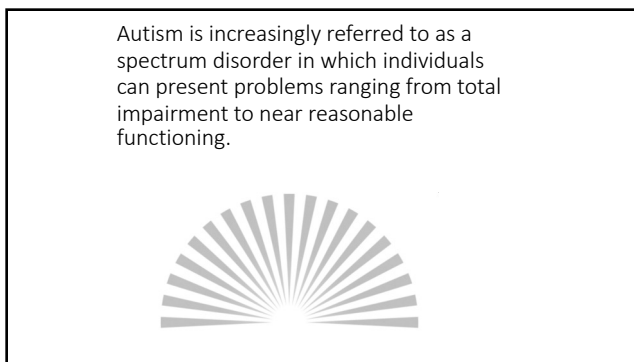 Autism is increasingly referred to as a
spectrum disorder in which individuals
can present problems ranging from total
impairment to near reasonable
functioning.